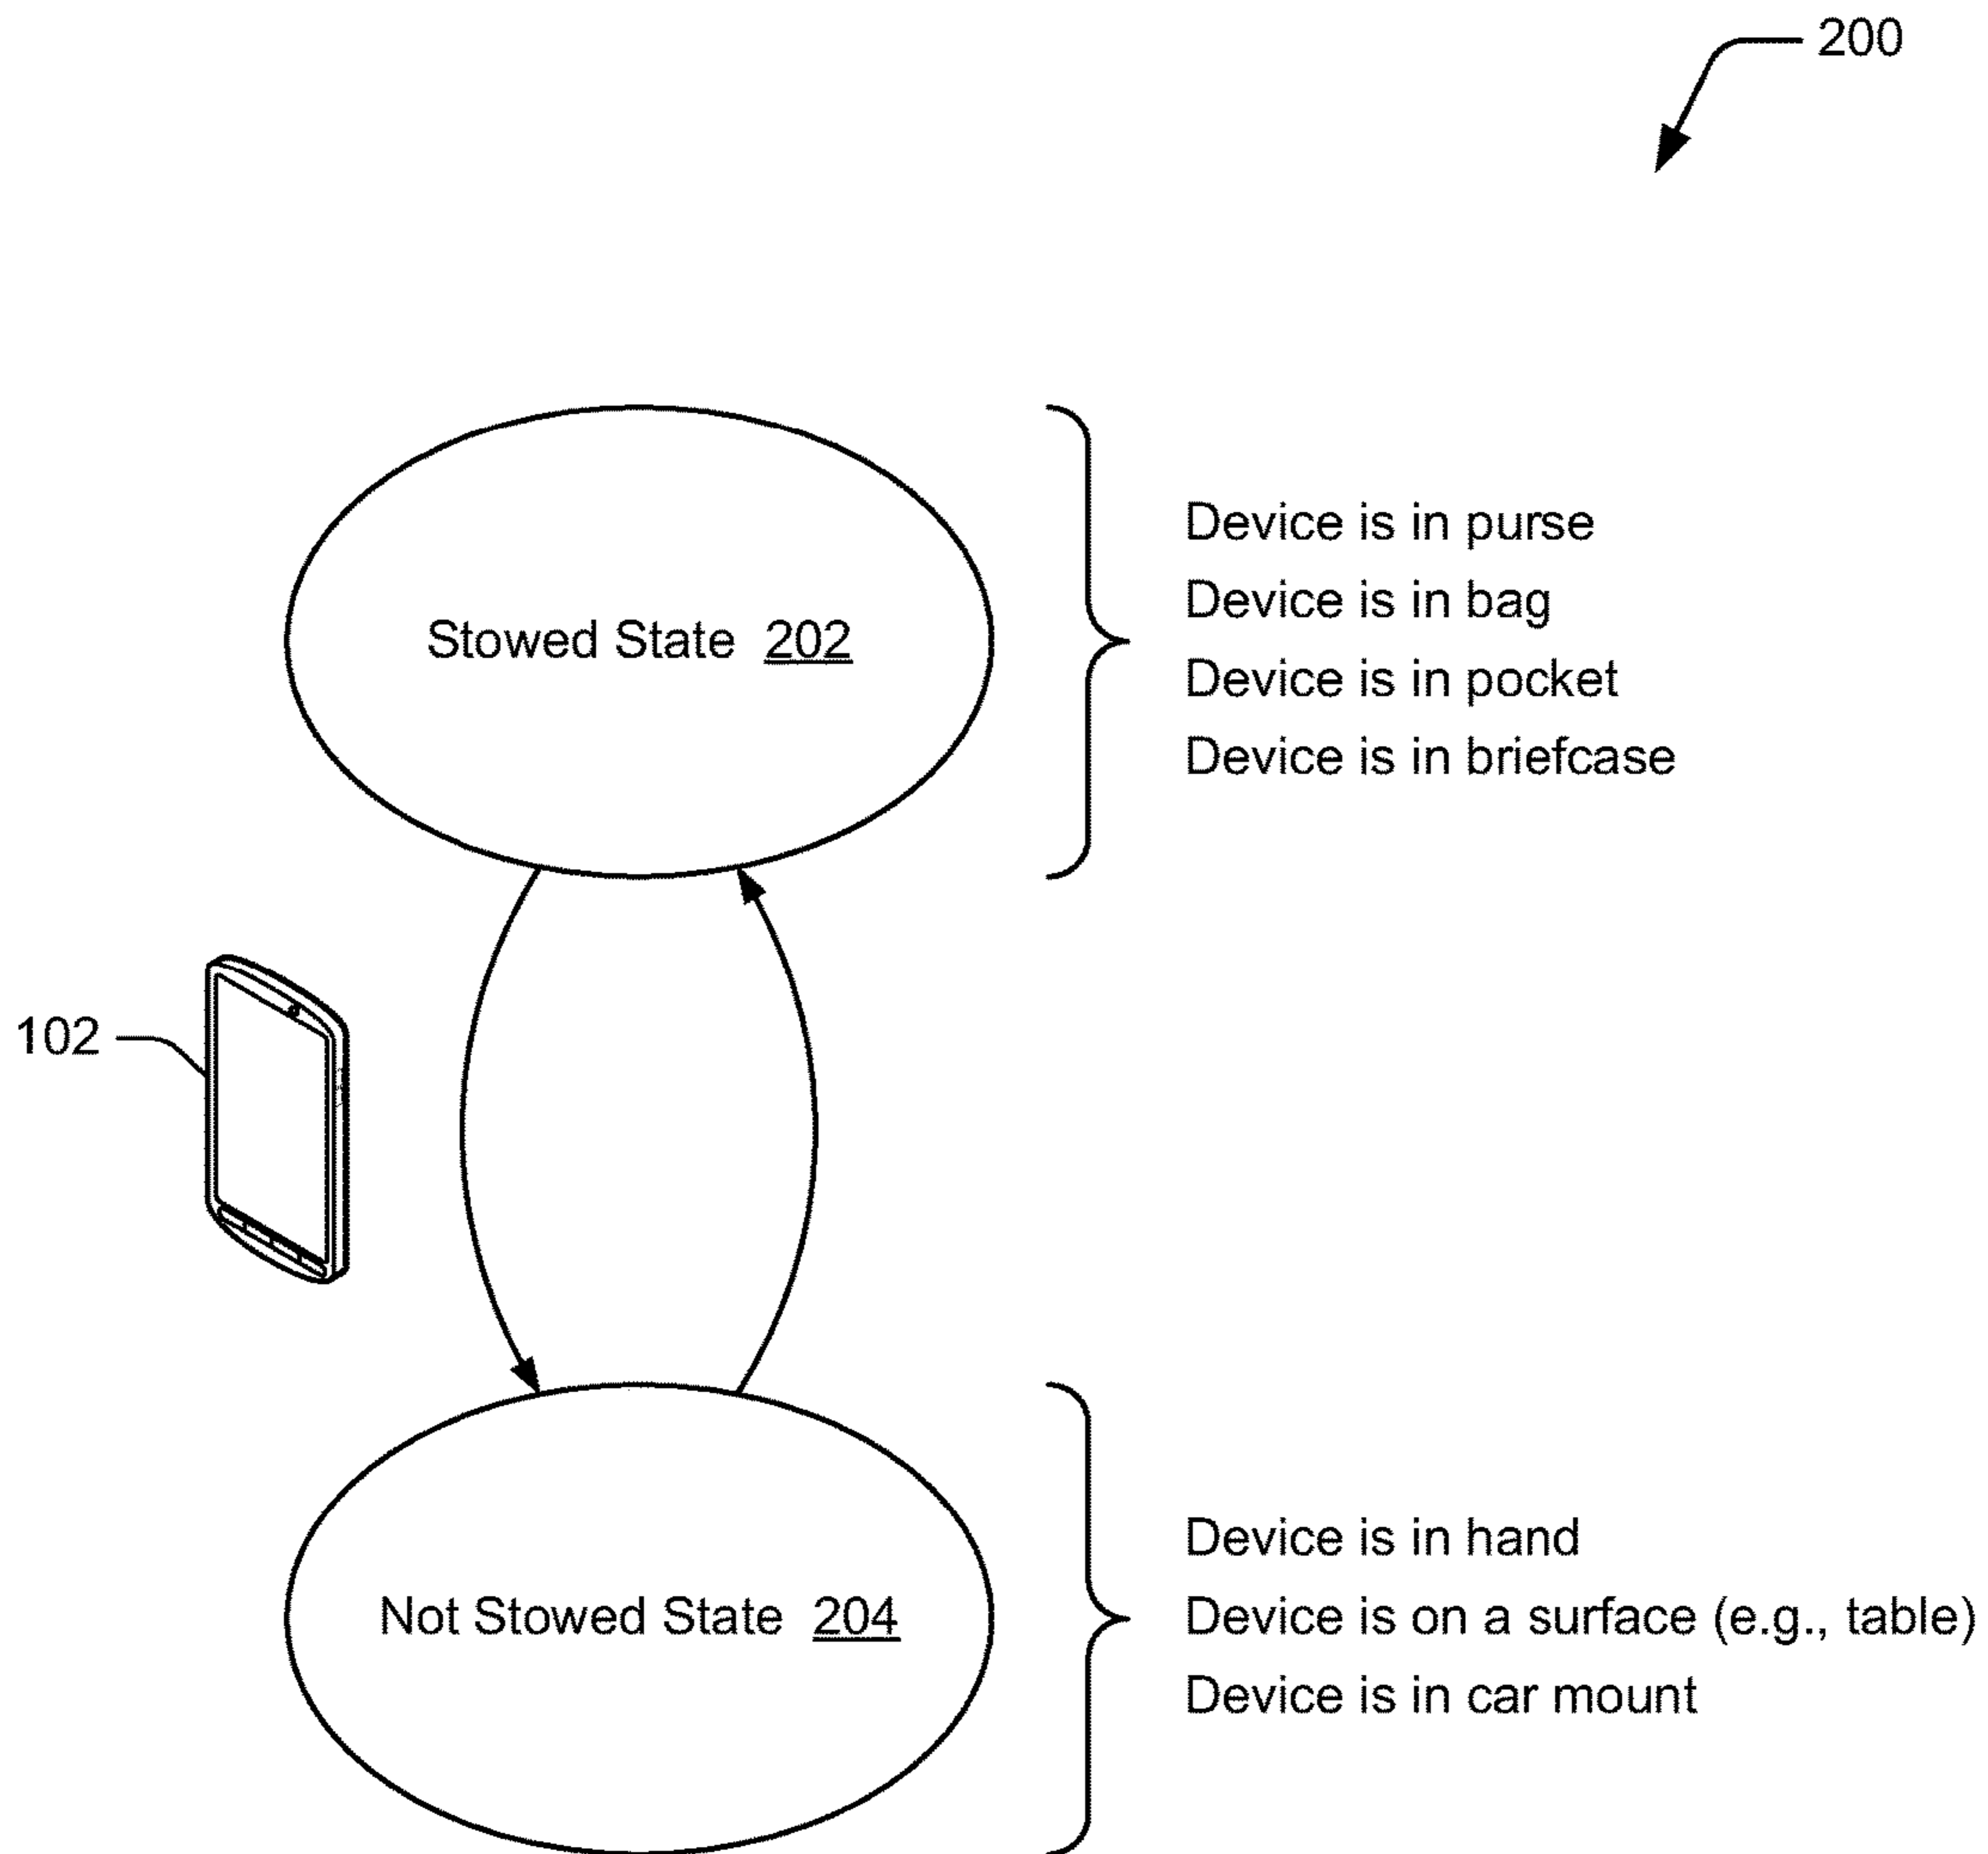 200
Device is in purse
Device is in bag
Stowed State 202
Device is in pocket
Device is in briefcase
102
Device is in hand
Not Stowed State 204
Device is on a surface (e.g., table)
Device is in car mount